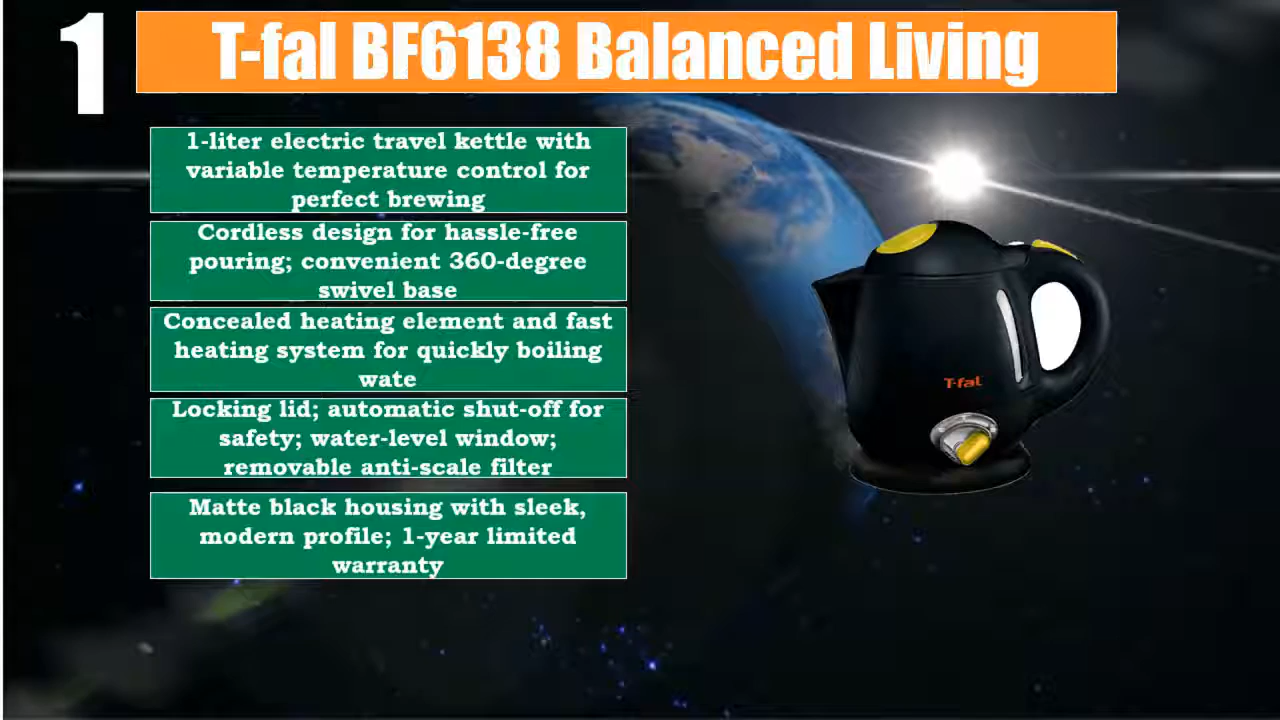 1
T-fal BF6138 Balanced Living
1-liter electric travel kettle with
variable temperature control for
perfect brewing
Cordless design for hassle-free
pouring; convenient 360-degree
swivel base
Concealed heating element and fast
heating system for quickly boiling
wate
Locking lid; automatic shut-off for
safety; water-level window;
removable anti-scale filter
Matte black housing with sleek,
modern profile; 1-year limited
warranty
T-fal